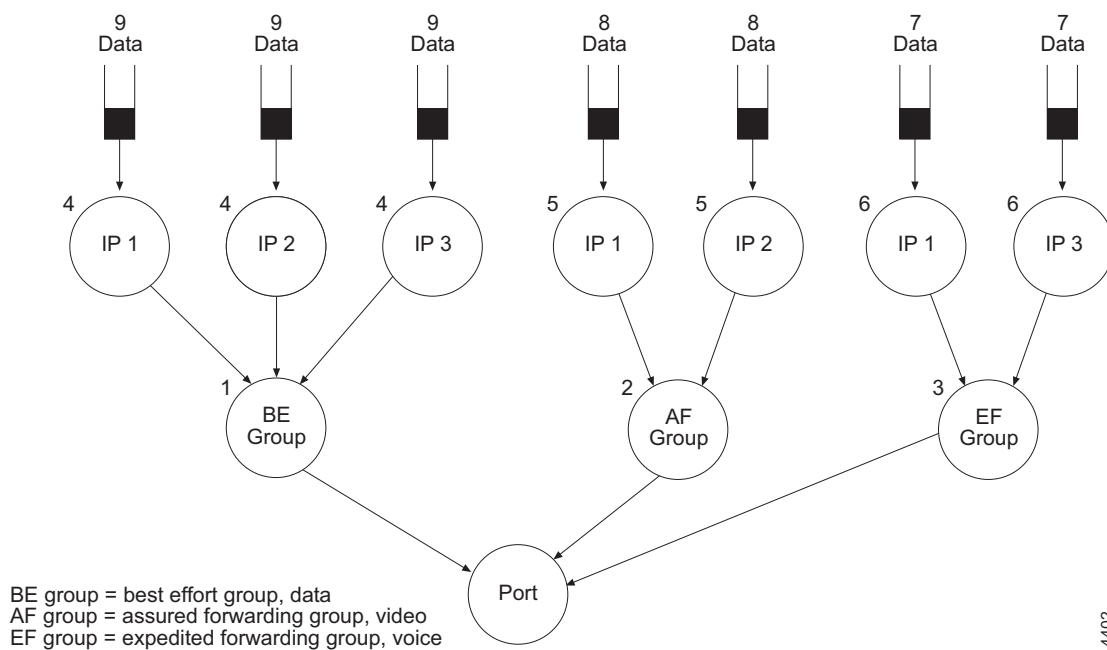 9 9 9 8 8 7 7
Data Data Data Data Data Data Data
4 4 4 5 5 6 6
IP 1 IP 2 IP 3 IP 1 IP 2 IP 1 IP 3
1 2 3
BE AF EF
Group Group Group
Port
BE group = best effort group, data
AF group = assured forwarding group, video
EF group = expedited forwarding group, voice